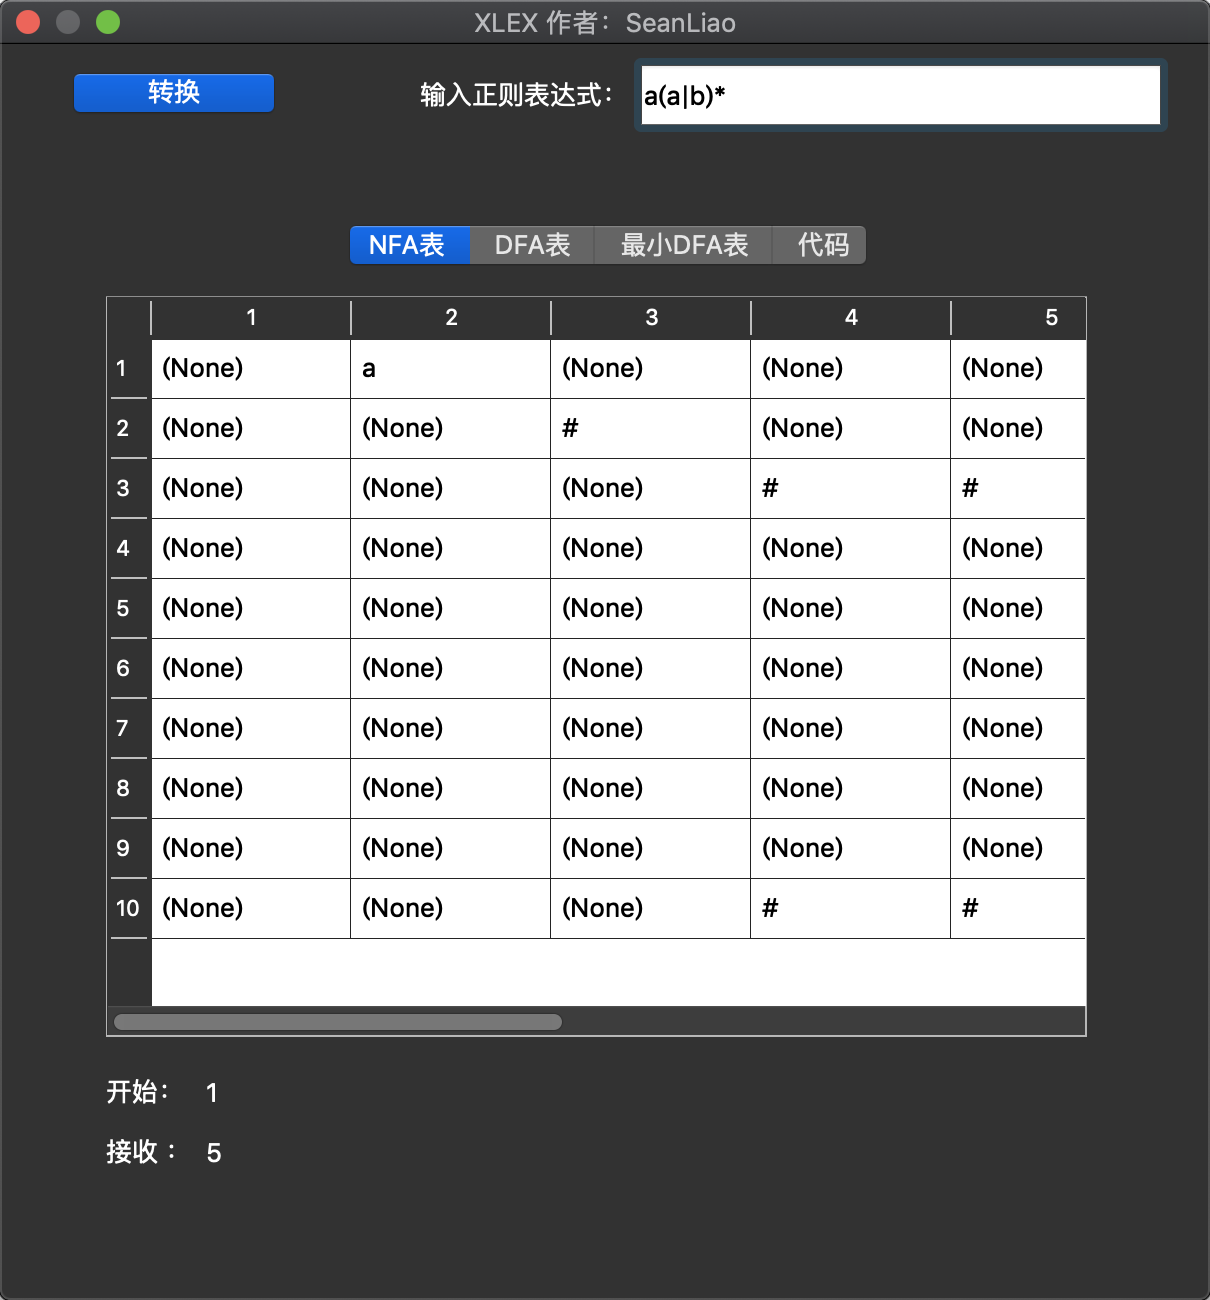 XLEX 作者：SeanLiao
转换 输入正则表达式： a(a|b)*
NFA表 DFA表 最小DFA表 代码
1 2 3 4 5
1 (None) a (None) (None) (None)
2 (None) (None) # (None) (None)
3 (None) (None) (None) # #
4 (None) (None) (None) (None) (None)
5 (None) (None) (None) (None) (None)
6 (None) (None) (None) (None) (None)
7 (None) (None) (None) (None) (None)
8 (None) (None) (None) (None) (None)
9 (None) (None) (None) (None) (None)
10 (None) (None) (None) # #
开始： 1
接收 : 5